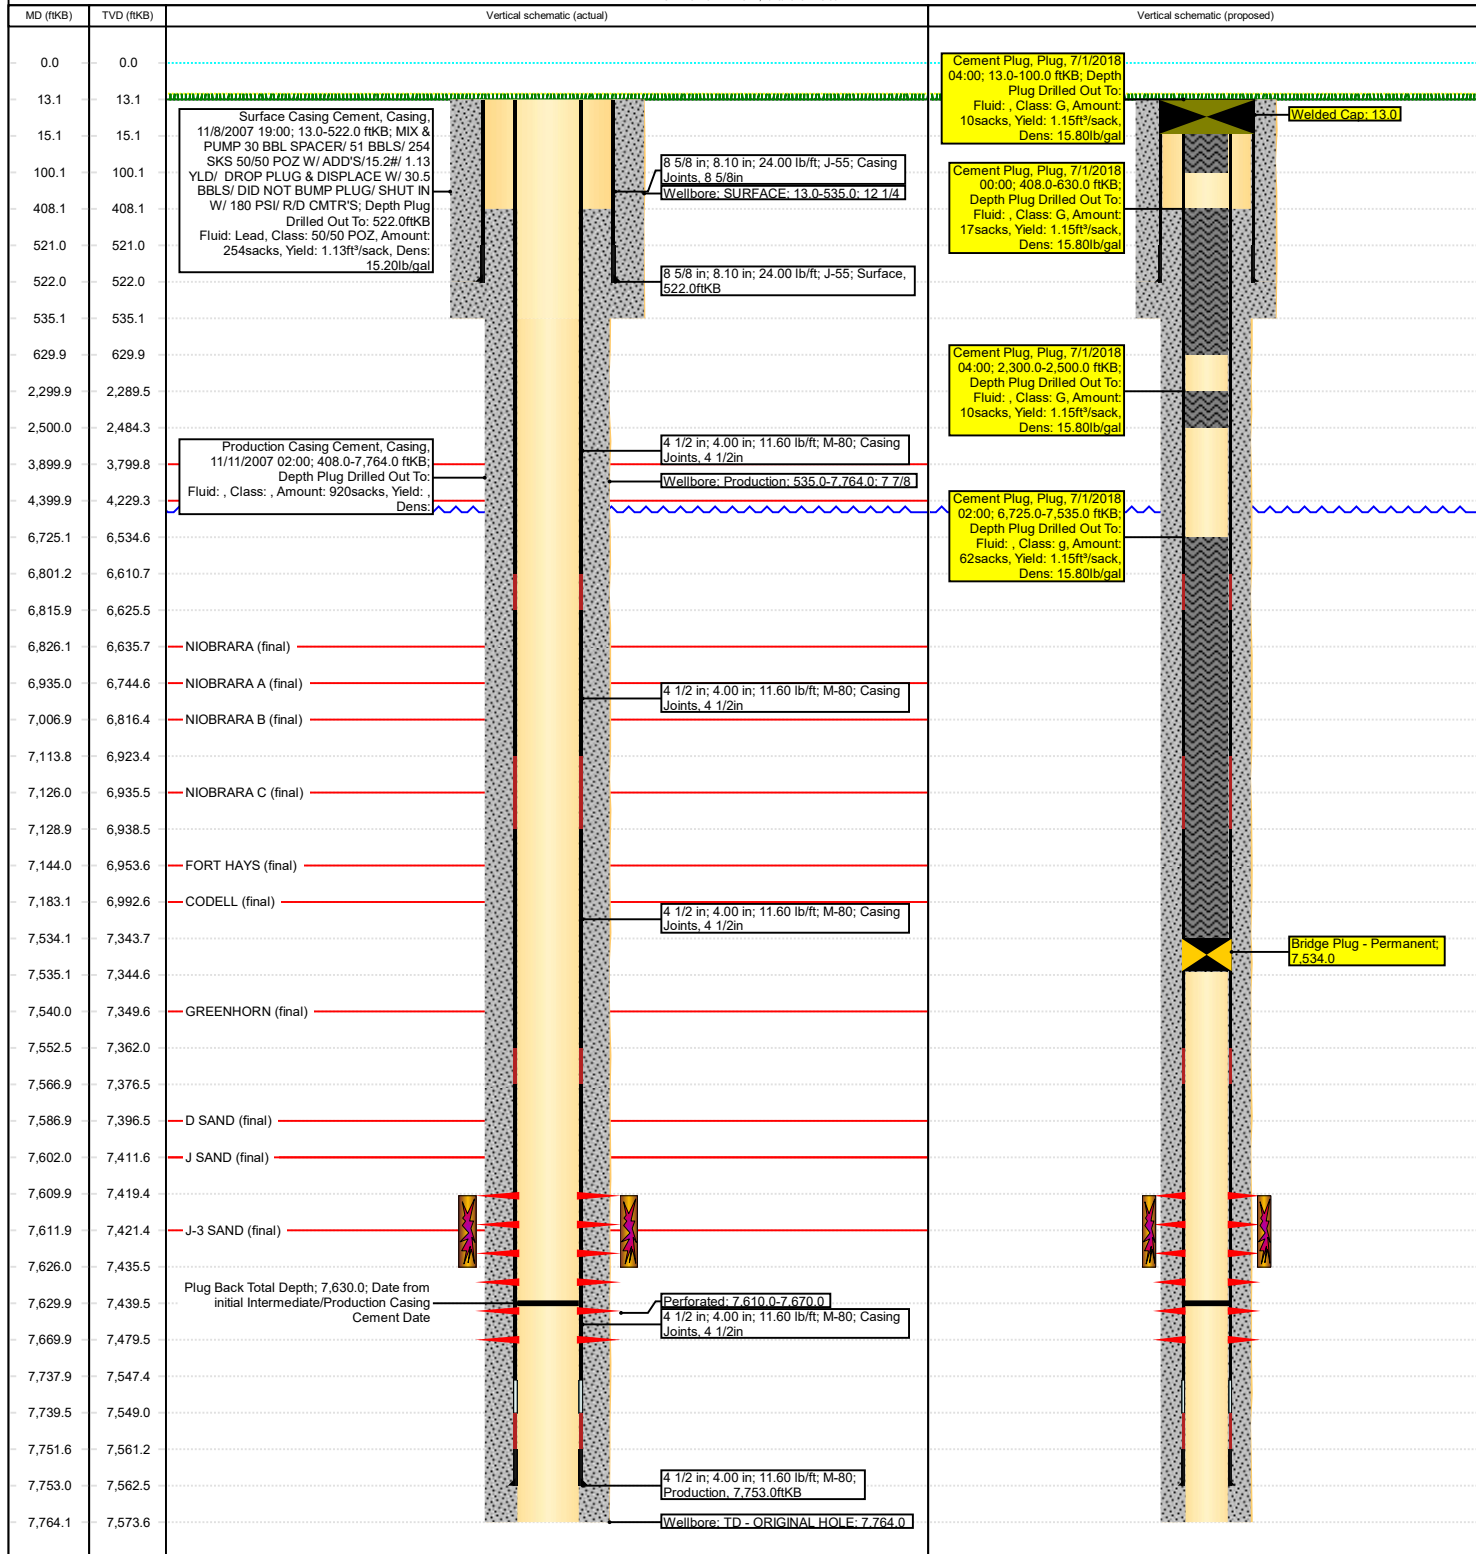 MD (ftKB)
TVD (ftKB)
Vertical schematic (actual)
Vertical schematic (proposed)
0.0 0.0
13.1 13.1
15.1 15.1
100.1 100.1
408.1 408.1
521.0 521.0
522.0 522.0
535.1 535.1
629.9 629.9
2,299.9 2,289.5
2,500.0 2,484.3
3,899.9 3,799.8
4,399.9 4,229.3
6,725.1 6,534.6
6,801.2 6,610.7
6,815.9 6,625.5
6,826.1 6,635.7
6,935.0 6,744.6
7,006.9 6,816.4
7,113.8 6,923.4
7,126.0 6,935.5
7,128.9 6,938.5
7,144.0 6,953.6
7,183.1 6,992.6
7,534.1 7,343.7
7,535.1 7,344.6
7,540.0 7,349.6
7,552.5 7,362.0
7,566.9 7,376.5
7,586.9 7,396.5
7,602.0 7,411.6
7,609.9 7,419.4
7,611.9 7,421.4
7,626.0 7,435.5
7,629.9 7,439.5
7,669.9 7,479.5
7,737.9 7,547.4
7,739.5 7,549.0
7,751.6 7,561.2
7,753.0 7,562.5
7,764.1 7,573.6
Surface Casing Cement, Casing,
11/8/2007 19:00; 13.0-522.0 ftKB; MIX &
PUMP 30 BBL SPACER/ 51 BBLS/ 254
SKS 50/50 POZ W/ ADD'S/15.2#/ 1.13
YLD/ DROP PLUG & DISPLACE W/ 30.5
BBLS/ DID NOT BUMP PLUG/ SHUT IN
W/ 180 PSI/ R/D CMTR'S; Depth Plug
Drilled Out To: 522.0ftKB
Fluid: Lead, Class: 50/50 POZ, Amount:
254sacks, Yield: 1.13ft³/sack, Dens:
15.20lb/gal
Production Casing Cement, Casing,
11/11/2007 02:00; 408.0-7,764.0 ftKB;
Depth Plug Drilled Out To:
Fluid: , Class: , Amount: 920sacks, Yield: ,
Dens:
NIOBRARA (final)
NIOBRARA A (final)
NIOBRARA B (final)
NIOBRARA C (final)
FORT HAYS (final)
CODELL (final)
GREENHORN (final)
D SAND (final)
J SAND (final)
J-3 SAND (final)
Plug Back Total Depth; 7,630.0; Date from
initial Intermediate/Production Casing
Cement Date
8 5/8 in; 8.10 in; 24.00 lb/ft; J-55; Casing
Joints, 8 5/8in
Wellbore; SURFACE; 13.0-535.0; 12 1/4
8 5/8 in; 8.10 in; 24.00 lb/ft; J-55; Surface,
522.0ftKB
4 1/2 in; 4.00 in; 11.60 lb/ft; M-80; Casing
Joints, 4 1/2in
Wellbore; Production; 535.0-7,764.0; 7 7/8
4 1/2 in; 4.00 in; 11.60 lb/ft; M-80; Casing
Joints, 4 1/2in
4 1/2 in; 4.00 in; 11.60 lb/ft; M-80; Casing
Joints, 4 1/2in
Perforated; 7,610.0-7,670.0
4 1/2 in; 4.00 in; 11.60 lb/ft; M-80; Casing
Joints, 4 1/2in
4 1/2 in; 4.00 in; 11.60 lb/ft; M-80;
Production, 7,753.0ftKB
Wellbore; TD - ORIGINAL HOLE; 7,764.0
Cement Plug, Plug, 7/1/2018
04:00; 13.0-100.0 ftKB; Depth
Plug Drilled Out To:
Fluid: , Class: G, Amount:
10sacks, Yield: 1.15ft³/sack,
Dens: 15.80lb/gal
Welded Cap; 13.0
Cement Plug, Plug, 7/1/2018
00:00; 408.0-630.0 ftKB;
Depth Plug Drilled Out To:
Fluid: , Class: G, Amount:
17sacks, Yield: 1.15ft³/sack,
Dens: 15.80lb/gal
Cement Plug, Plug, 7/1/2018
04:00; 2,300.0-2,500.0 ftKB;
Depth Plug Drilled Out To:
Fluid: , Class: G, Amount:
10sacks, Yield: 1.15ft³/sack,
Dens: 15.80lb/gal
Cement Plug, Plug, 7/1/2018
02:00; 6,725.0-7,535.0 ftKB;
Depth Plug Drilled Out To:
Fluid: , Class: g, Amount:
62sacks, Yield: 1.15ft³/sack,
Dens: 15.80lb/gal
Bridge Plug - Permanent;
7,534.0